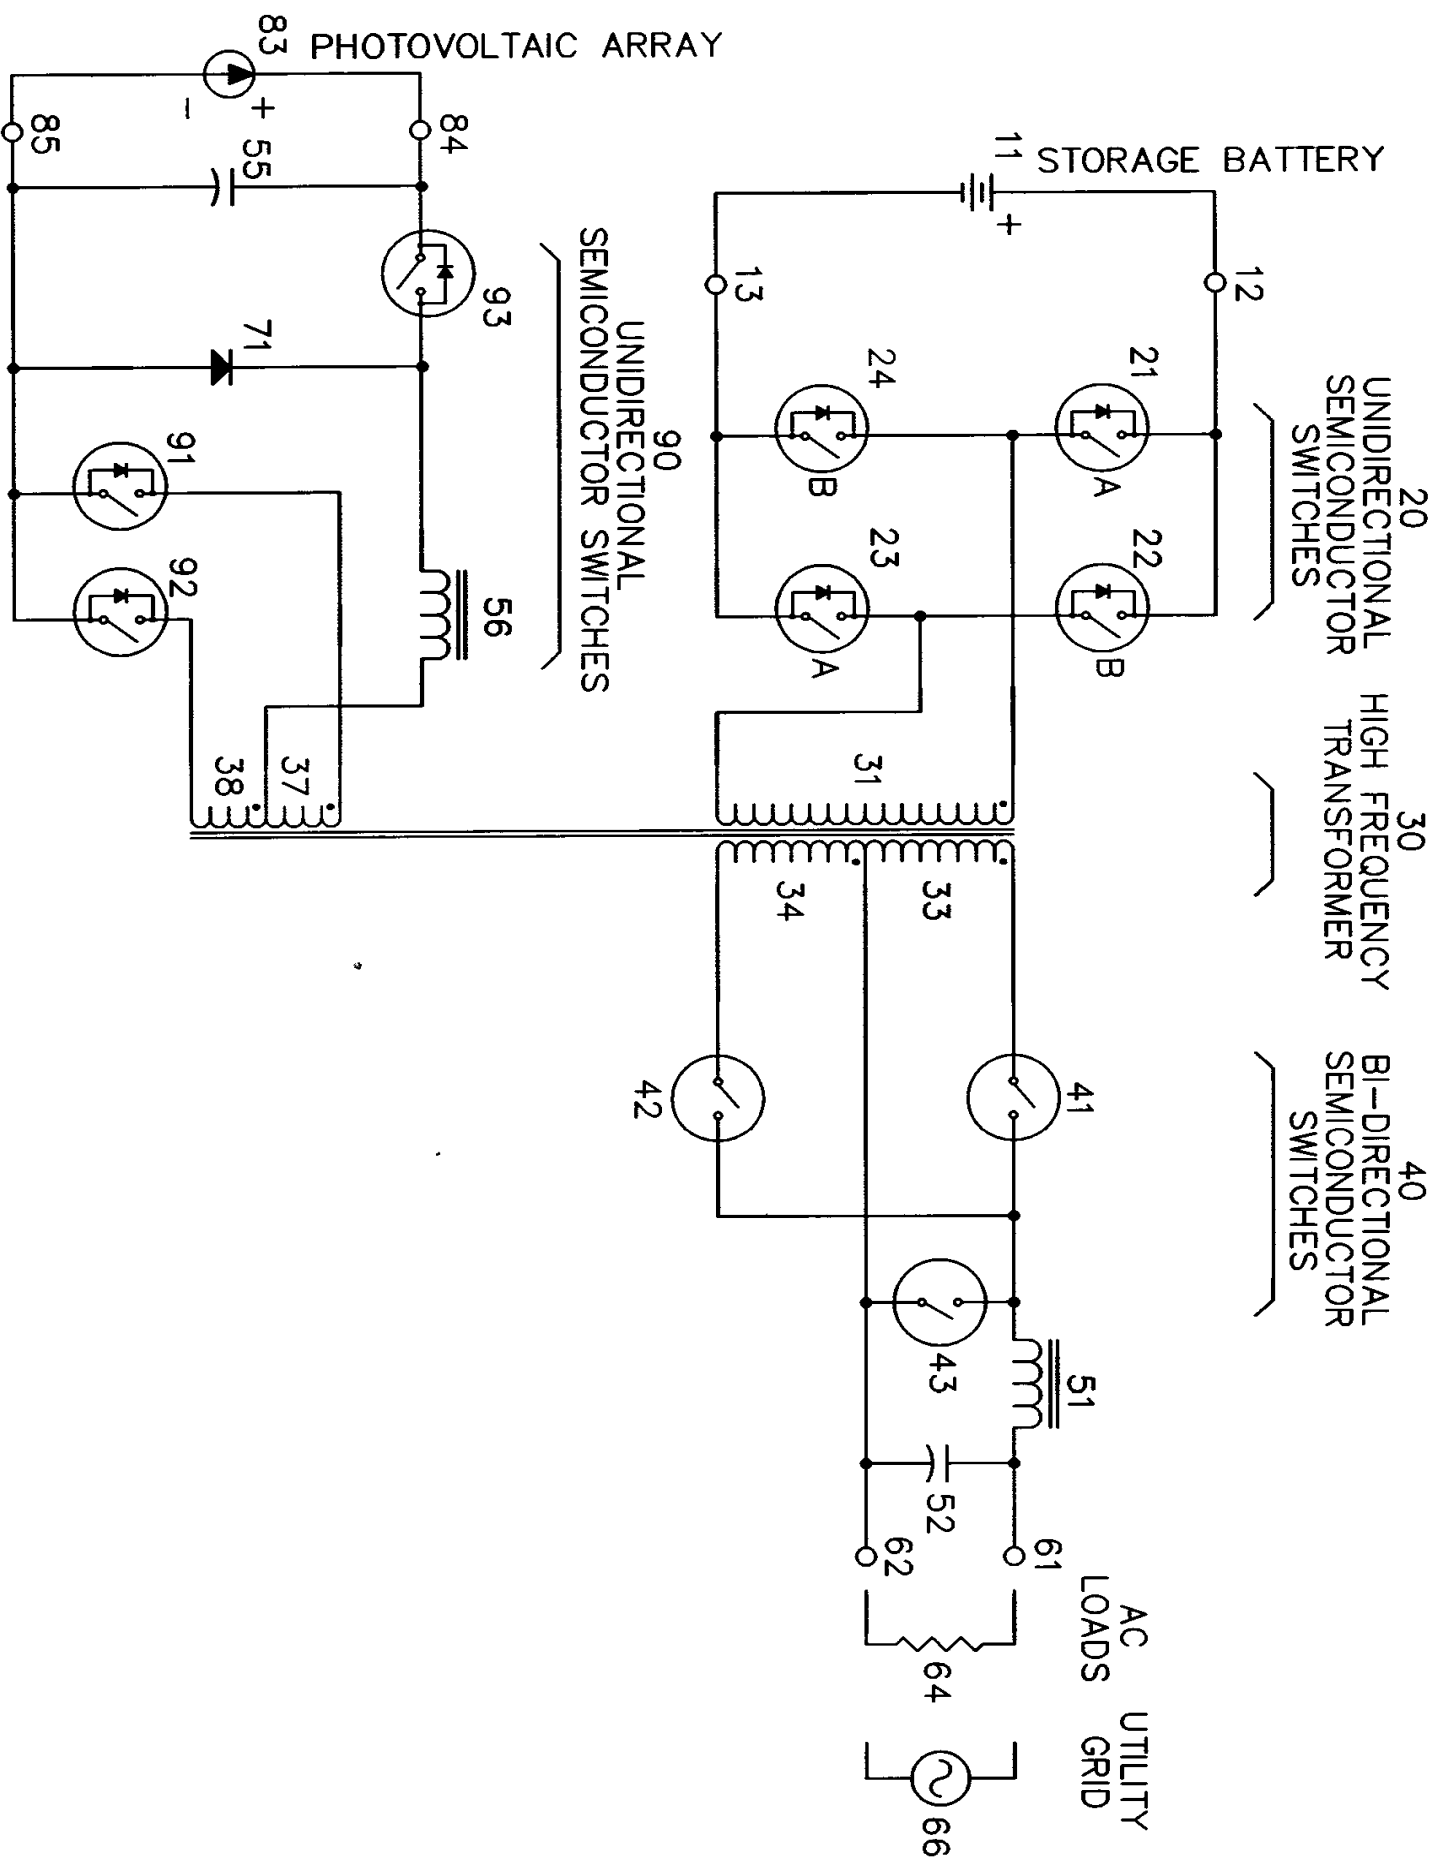 20
UNIDIRECTIONAL
SEMICONDUCTOR
SWITCHES
30
HIGH FREQUENCY
TRANSFORMER
40
BI-DIRECTIONAL
SEMICONDUCTOR
SWITCHES
11 STORAGE BATTERY
+
12
13
21
A
22
B
23
A
24
B
31
33
34
41
42
43
51
52
61
62
AC
LOADS
64
UTILITY
GRID
66
90
UNIDIRECTIONAL
SEMICONDUCTOR SWITCHES
83 PHOTOVOLTAIC ARRAY
+
-
84
85
55
93
71
91
92
56
37
38